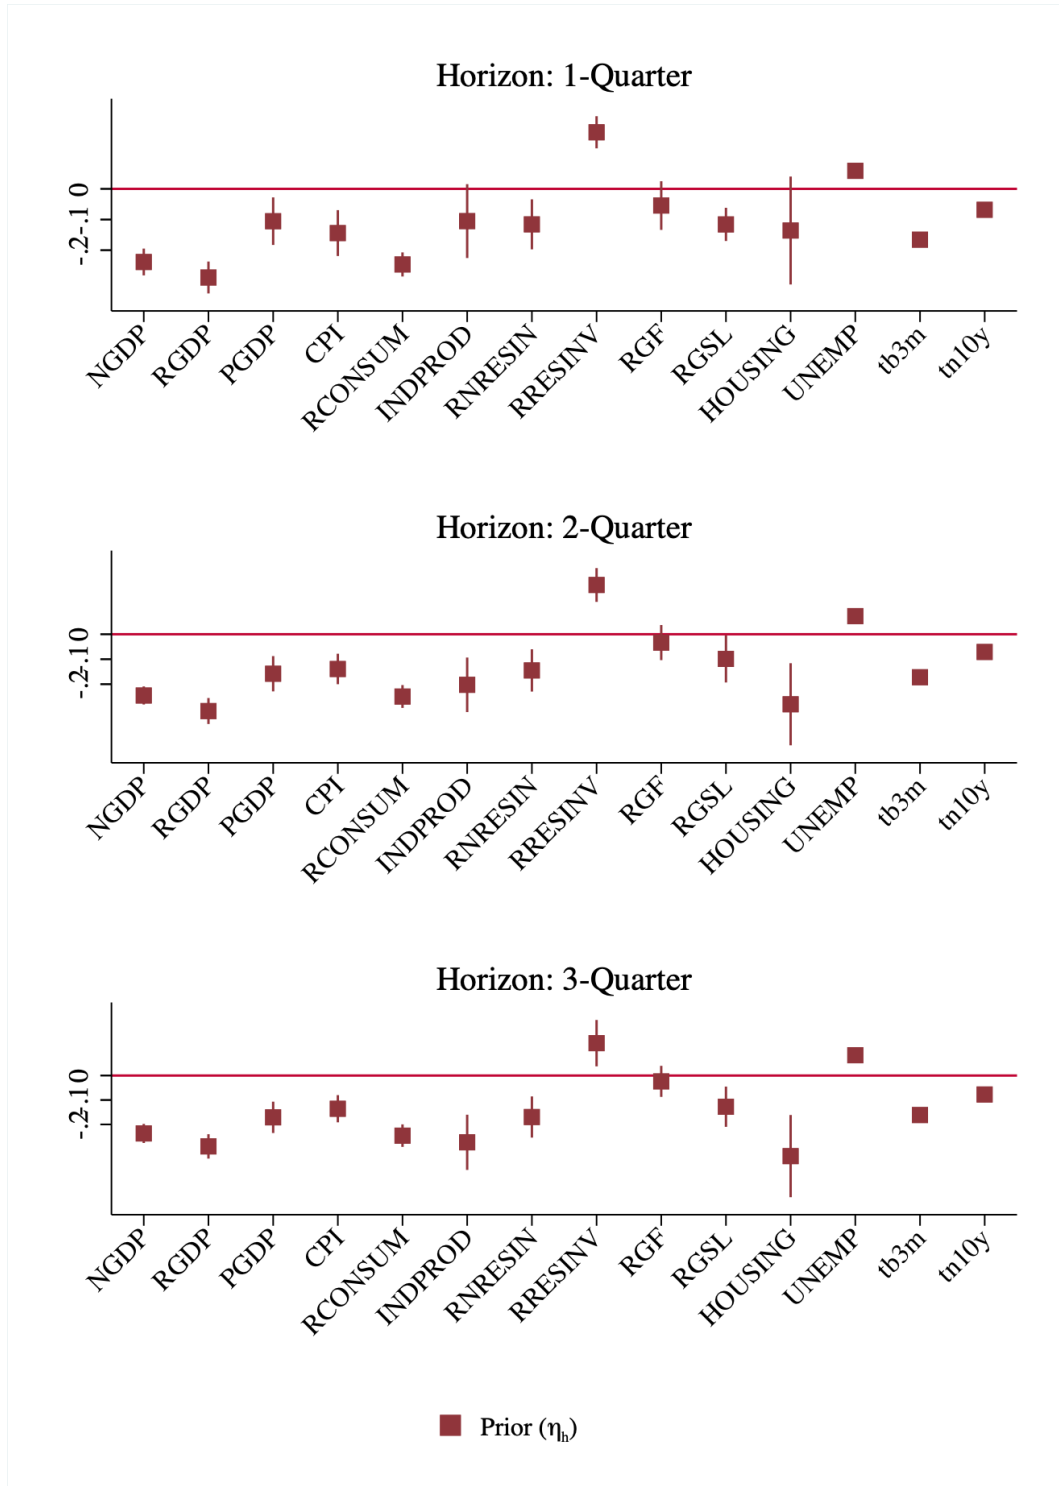 Horizon: 1-Quarter
0
-.1
-.2
NGDP
RGDP
PGDP
CPI
RCONSUM
INDPROD
RNRESIN
RRESINV
RGF
RGSL
HOUSING
UNEMP
tb3m
tn10y
Horizon: 2-Quarter
0
-.1
-.2
NGDP
RGDP
PGDP
CPI
RCONSUM
INDPROD
RNRESIN
RRESINV
RGF
RGSL
HOUSING
UNEMP
tb3m
tn10y
Horizon: 3-Quarter
0
-.1
-.2
NGDP
RGDP
PGDP
CPI
RCONSUM
INDPROD
RNRESIN
RRESINV
RGF
RGSL
HOUSING
UNEMP
tb3m
tn10y
Prior (ηh)